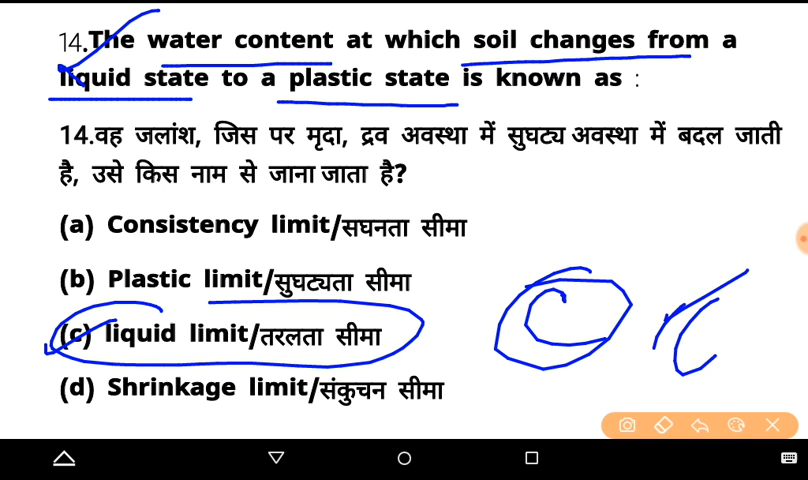 14.The water content at which soil changes from a
liquid state to a plastic state is known as :
14.वह जलांश, जिस पर मृदा, द्रव अवस्था में सुघट्य अवस्था में बदल जाती
है, उसे किस नाम से जाना जाता है?
(a) Consistency limit/सघनता सीमा
(b) Plastic limit/सुघट्यता सीमा
(c) liquid limit/तरलता सीमा
(d) Shrinkage limit/संकुचन सीमा